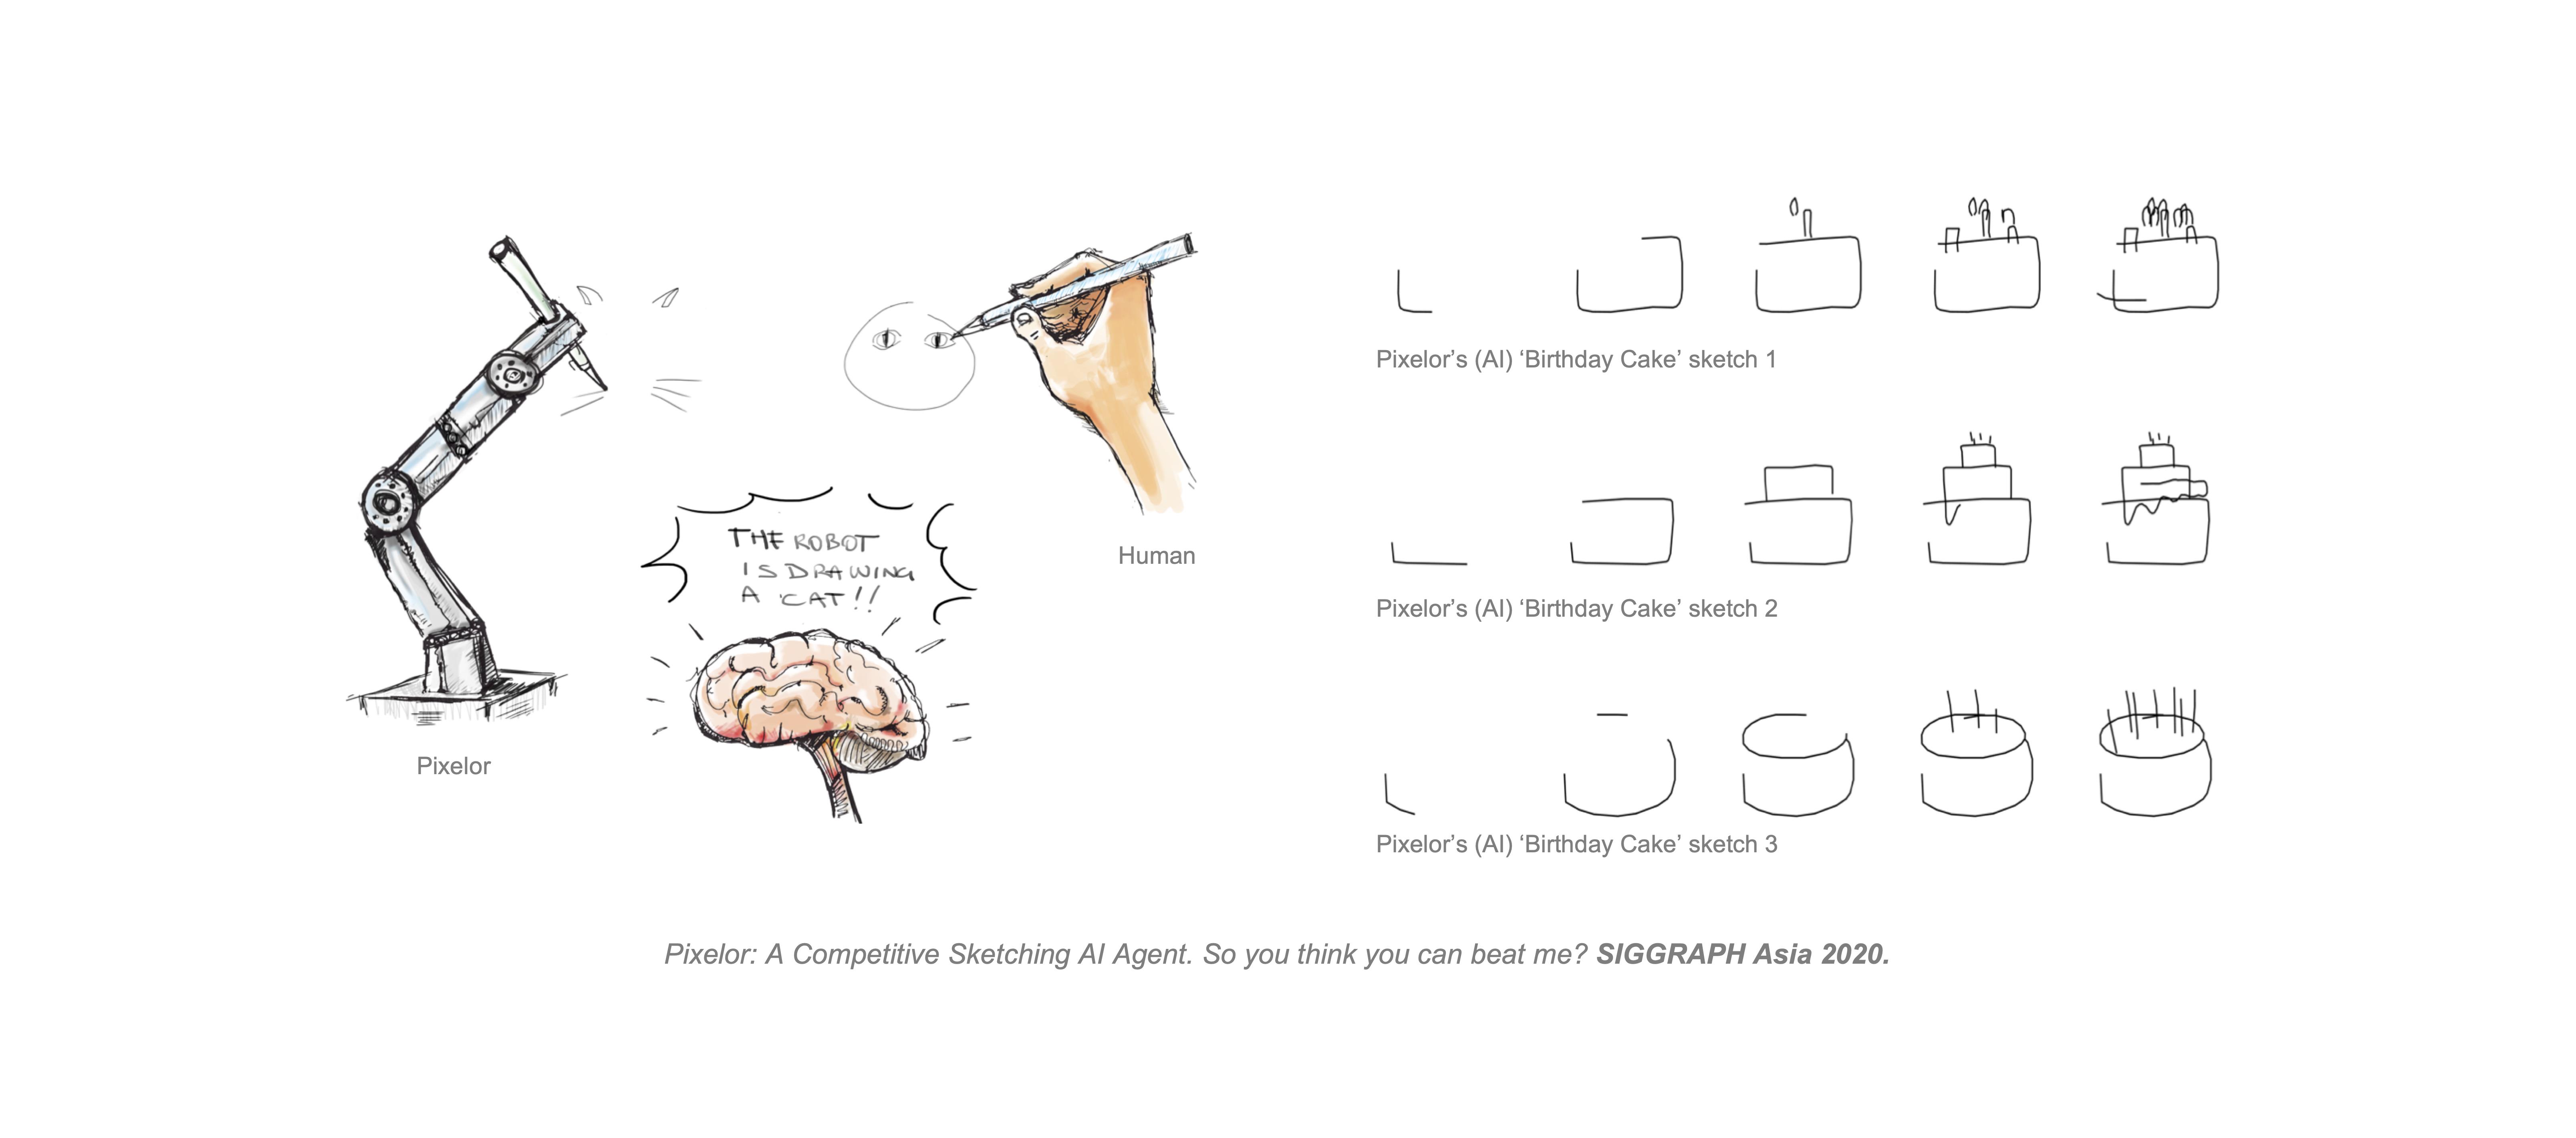 THE ROBOT
IS DRAWING
A CAT!!
Pixelor
Human
Pixelor’s (AI) ‘Birthday Cake’ sketch 1
Pixelor’s (AI) ‘Birthday Cake’ sketch 2
Pixelor’s (AI) ‘Birthday Cake’ sketch 3
Pixelor: A Competitive Sketching AI Agent. So you think you can beat me? SIGGRAPH Asia 2020.